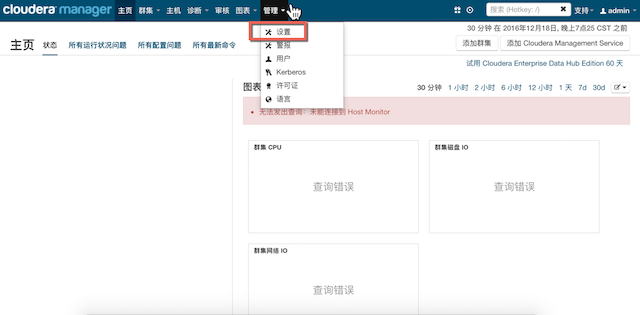 cloudera manager 主页 群集 主机 诊断 审核 图表 管理 搜索 (Hotkey: /) 支持 admin
30 分钟 在 2016年12月18日, 晚上7点25 CST 之前
主页 状态 所有运行状况问题 所有配置问题 所有最新命令 添加群集 添加 Cloudera Management Service
试用 Cloudera Enterprise Data Hub Edition 60 天
设置
警报
用户
Kerberos
许可证
语言
图表
30 分钟 1 小时 2 小时 6 小时 12 小时 1 天 7d 30d
无法发出查询：未能连接到 Host Monitor
群集 CPU
查询错误
群集磁盘 IO
查询错误
群集网络 IO
查询错误